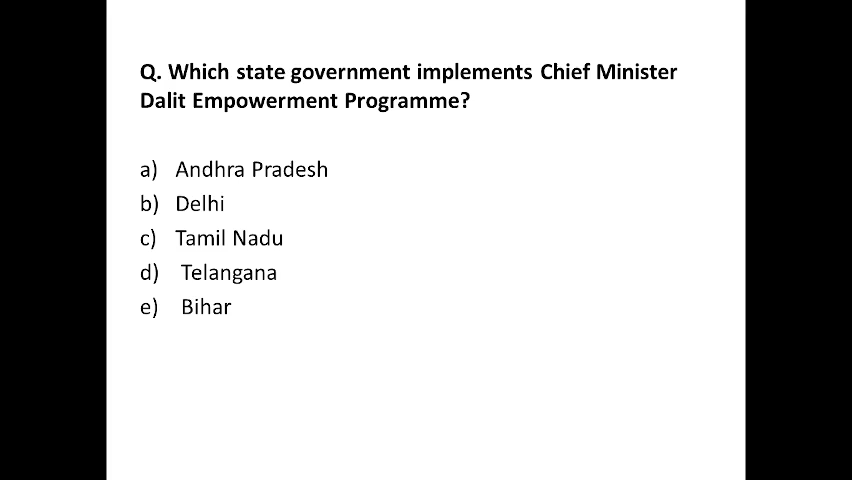 Q. Which state government implements Chief Minister
Dalit Empowerment Programme?
a) Andhra Pradesh
b) Delhi
c) Tamil Nadu
d) Telangana
e) Bihar